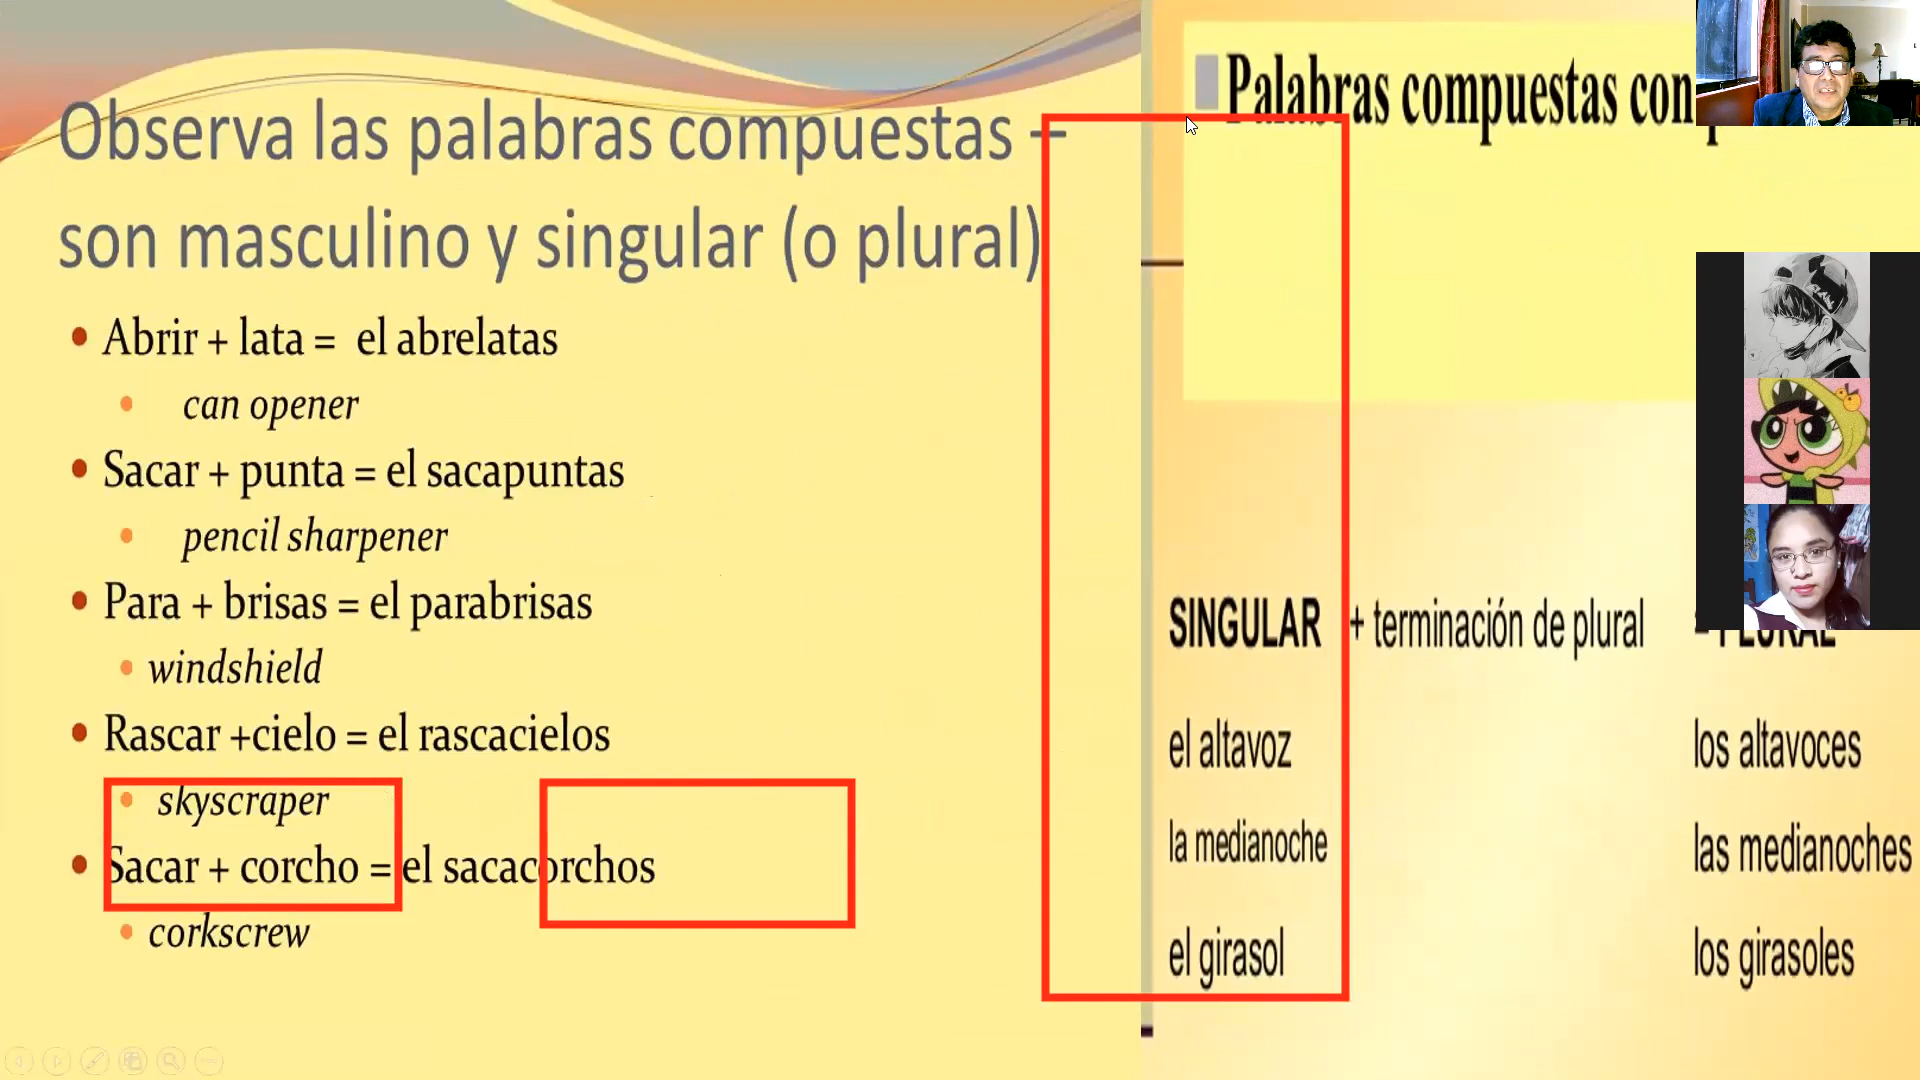 Observa las palabras compuestas –
son masculino y singular (o plural)
• Abrir + lata = el abrelatas
• can opener
• Sacar + punta = el sacapuntas
• pencil sharpener
• Para + brisas = el parabrisas
• windshield
• Rascar +cielo = el rascacielos
• skyscraper
• Sacar + corcho = el sacacorchos
• corkscrew
Palabras compuestas con
SINGULAR + terminación de plural = PLURAL
el altavoz los altavoces
la medianoche las medianoches
el girasol los girasoles